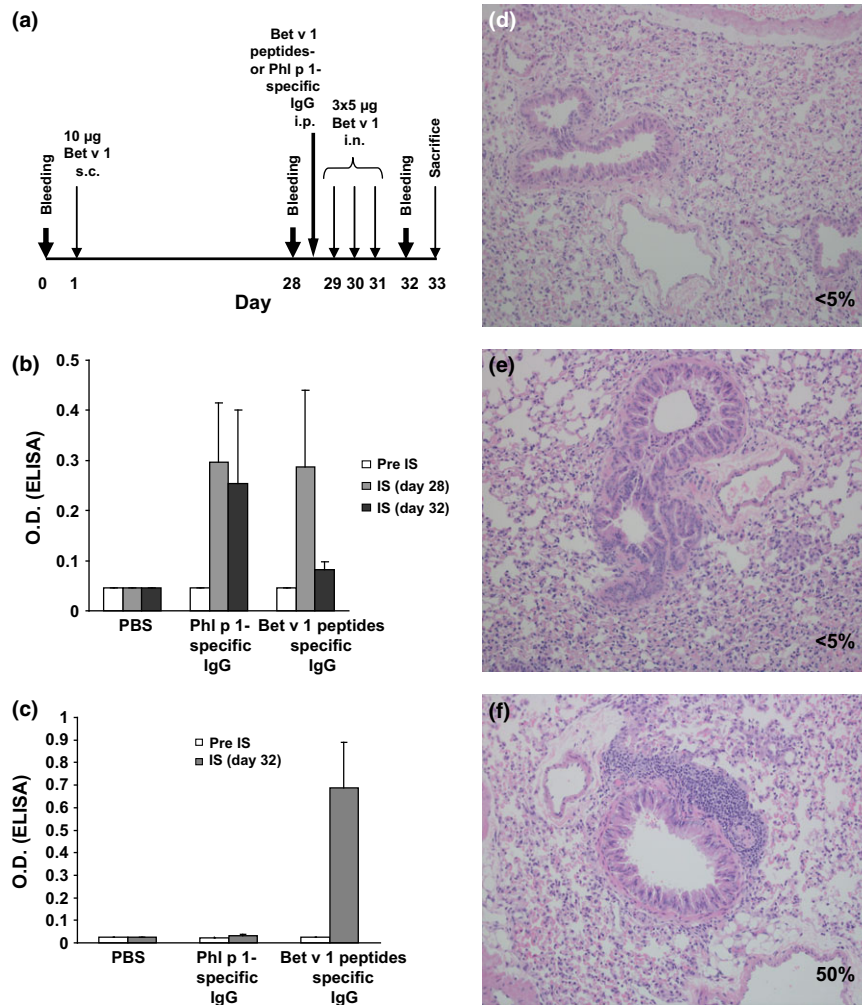 (a)
Bet v 1
peptides-
or Phl p 1-
specific
IgG
i.p.
10 µg
Bet v 1
s.c.
3x5 µg
Bet v 1
i.n.
Bleeding
Bleeding
Bleeding
Sacrifice
0 1 28 29 30 31 32 33
Day
(b)
O.D. (ELISA)
0.5
0.4
0.3
0.2
0.1
0
Pre IS
IS (day 28)
IS (day 32)
PBS
Phl p 1-
specific
IgG
Bet v 1 peptides
specific
IgG
(c)
O.D. (ELISA)
1
0.9
0.8
0.7
0.6
0.5
0.4
0.3
0.2
0.1
0
Pre IS
IS (day 32)
PBS
Phl p 1-
specific
IgG
Bet v 1 peptides
specific
IgG
(d)
<5%
(e)
<5%
(f)
50%